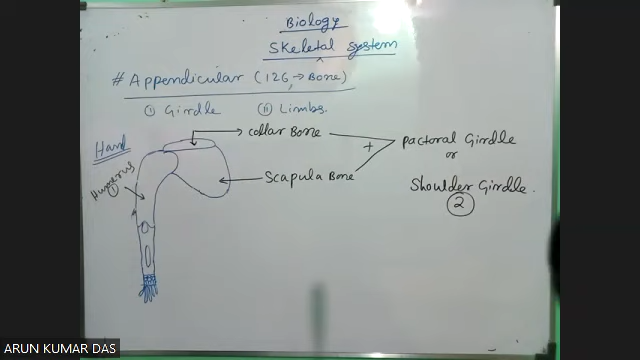 Biology
Skeletal system
# Appendicular (126 → Bone)
(i) Girdle (ii) Limbs.
Hand
Collar Bone
Humerus
(1)
Scapula Bone
+
Pactoral Girdle
or
Shoulder Girdle.
2
ARUN KUMAR DAS